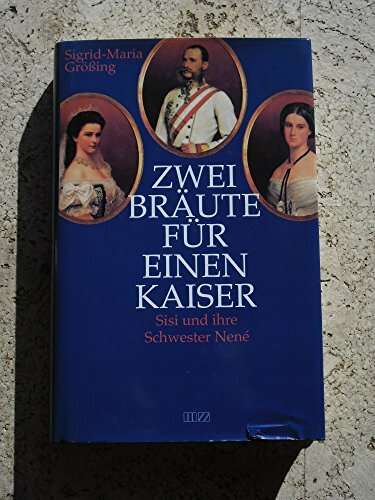 Sigrid-Maria
Größing
ZWEI
BRÄUTE
FÜR
EINEN
KAISER
Sisi und ihre
Schwester Nené